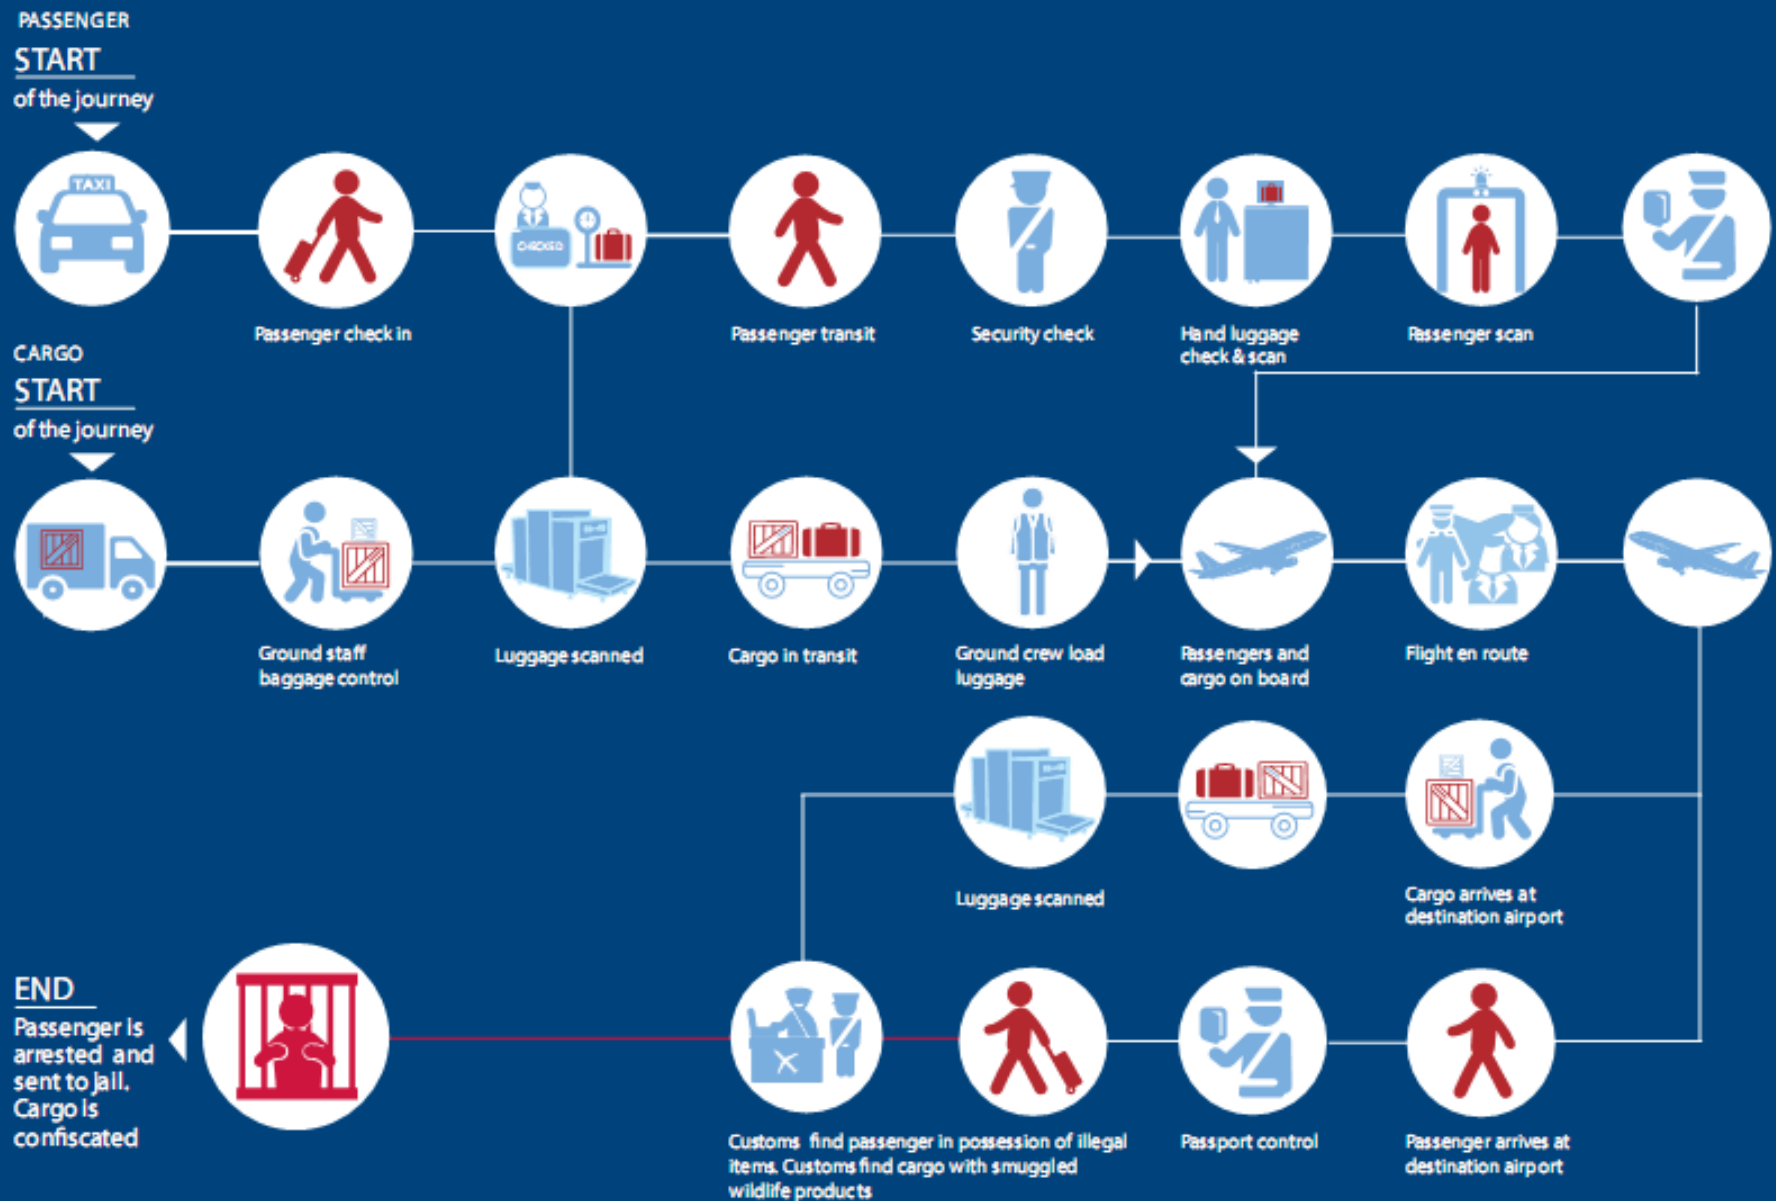 PASSENGER
START
of the journey
TAXI
CHECKED
Passenger check in
Passenger transit
Security check
Hand luggage
check & scan
Passenger scan
CARGO
START
of the journey
Ground staff
baggage control
Luggage scanned
Cargo in transit
Ground crew load
luggage
Passengers and
cargo on board
Flight en route
Luggage scanned
Cargo arrives at
destination airport
END
Passenger is
arrested and
sent to jail.
Cargo is
confiscated
Customs find passenger in possession of illegal
items. Customs find cargo with smuggled
wildlife products
Passport control
Passenger arrives at
destination airport